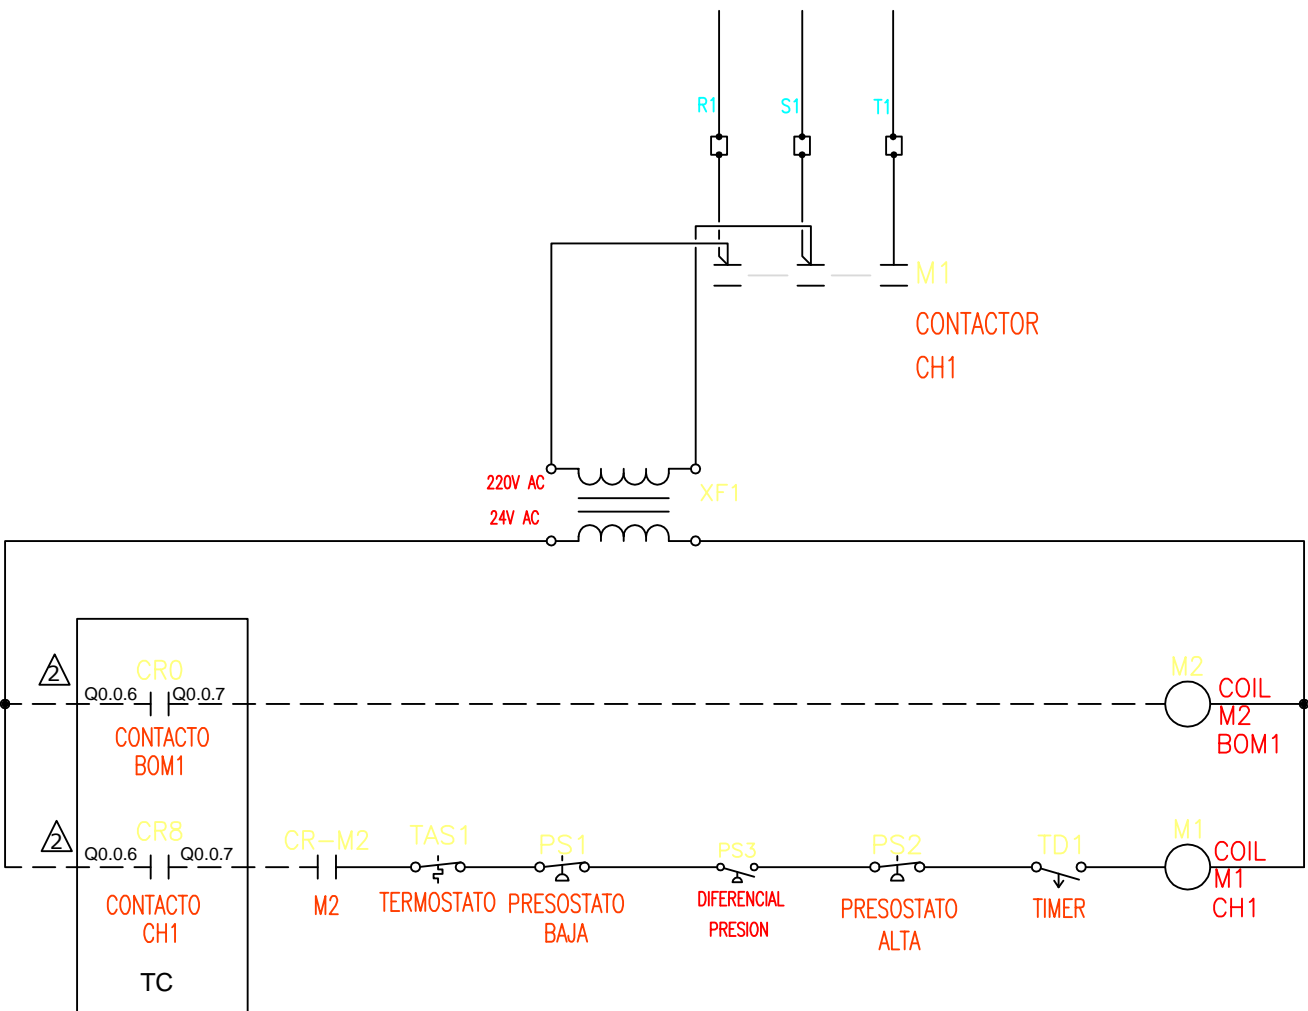 R1
S1
T1
M1
CONTACTOR
CH1
220V AC
XF1
24V AC
2
CR0
Q0.0.6
Q0.0.7
CONTACTO
BOM1
M2
COIL
M2
BOM1
2
CR8
Q0.0.6
Q0.0.7
CONTACTO
CH1
TC
CR-M2
M2
TAS1
TERMOSTATO
PS1
PRESOSTATO
BAJA
PS3
DIFERENCIAL
PRESION
PS2
PRESOSTATO
ALTA
TD1
TIMER
M1
COIL
M1
CH1